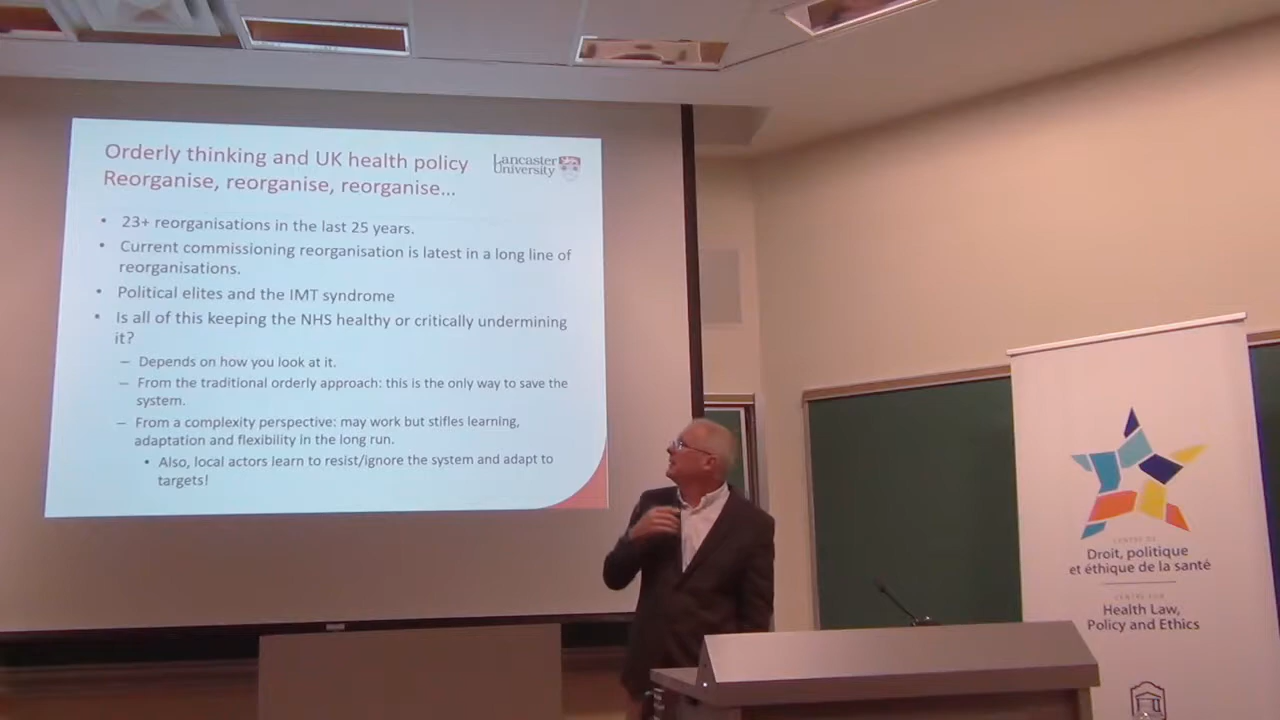 Orderly thinking and UK health policy
Reorganise, reorganise, reorganise...
Lancaster
University
• 23+ reorganisations in the last 25 years.
• Current commissioning reorganisation is latest in a long line of
reorganisations.
• Political elites and the IMT syndrome
• Is all of this keeping the NHS healthy or critically undermining
it?
– Depends on how you look at it.
– From the traditional orderly approach: this is the only way to save the
system.
– From a complexity perspective: may work but stifles learning,
adaptation and flexibility in the long run.
• Also, local actors learn to resist/ignore the system and adapt to
targets!
CENTRE DE
Droit, politique
et éthique de la santé
CENTRE FOR
Health Law,
Policy and Ethics